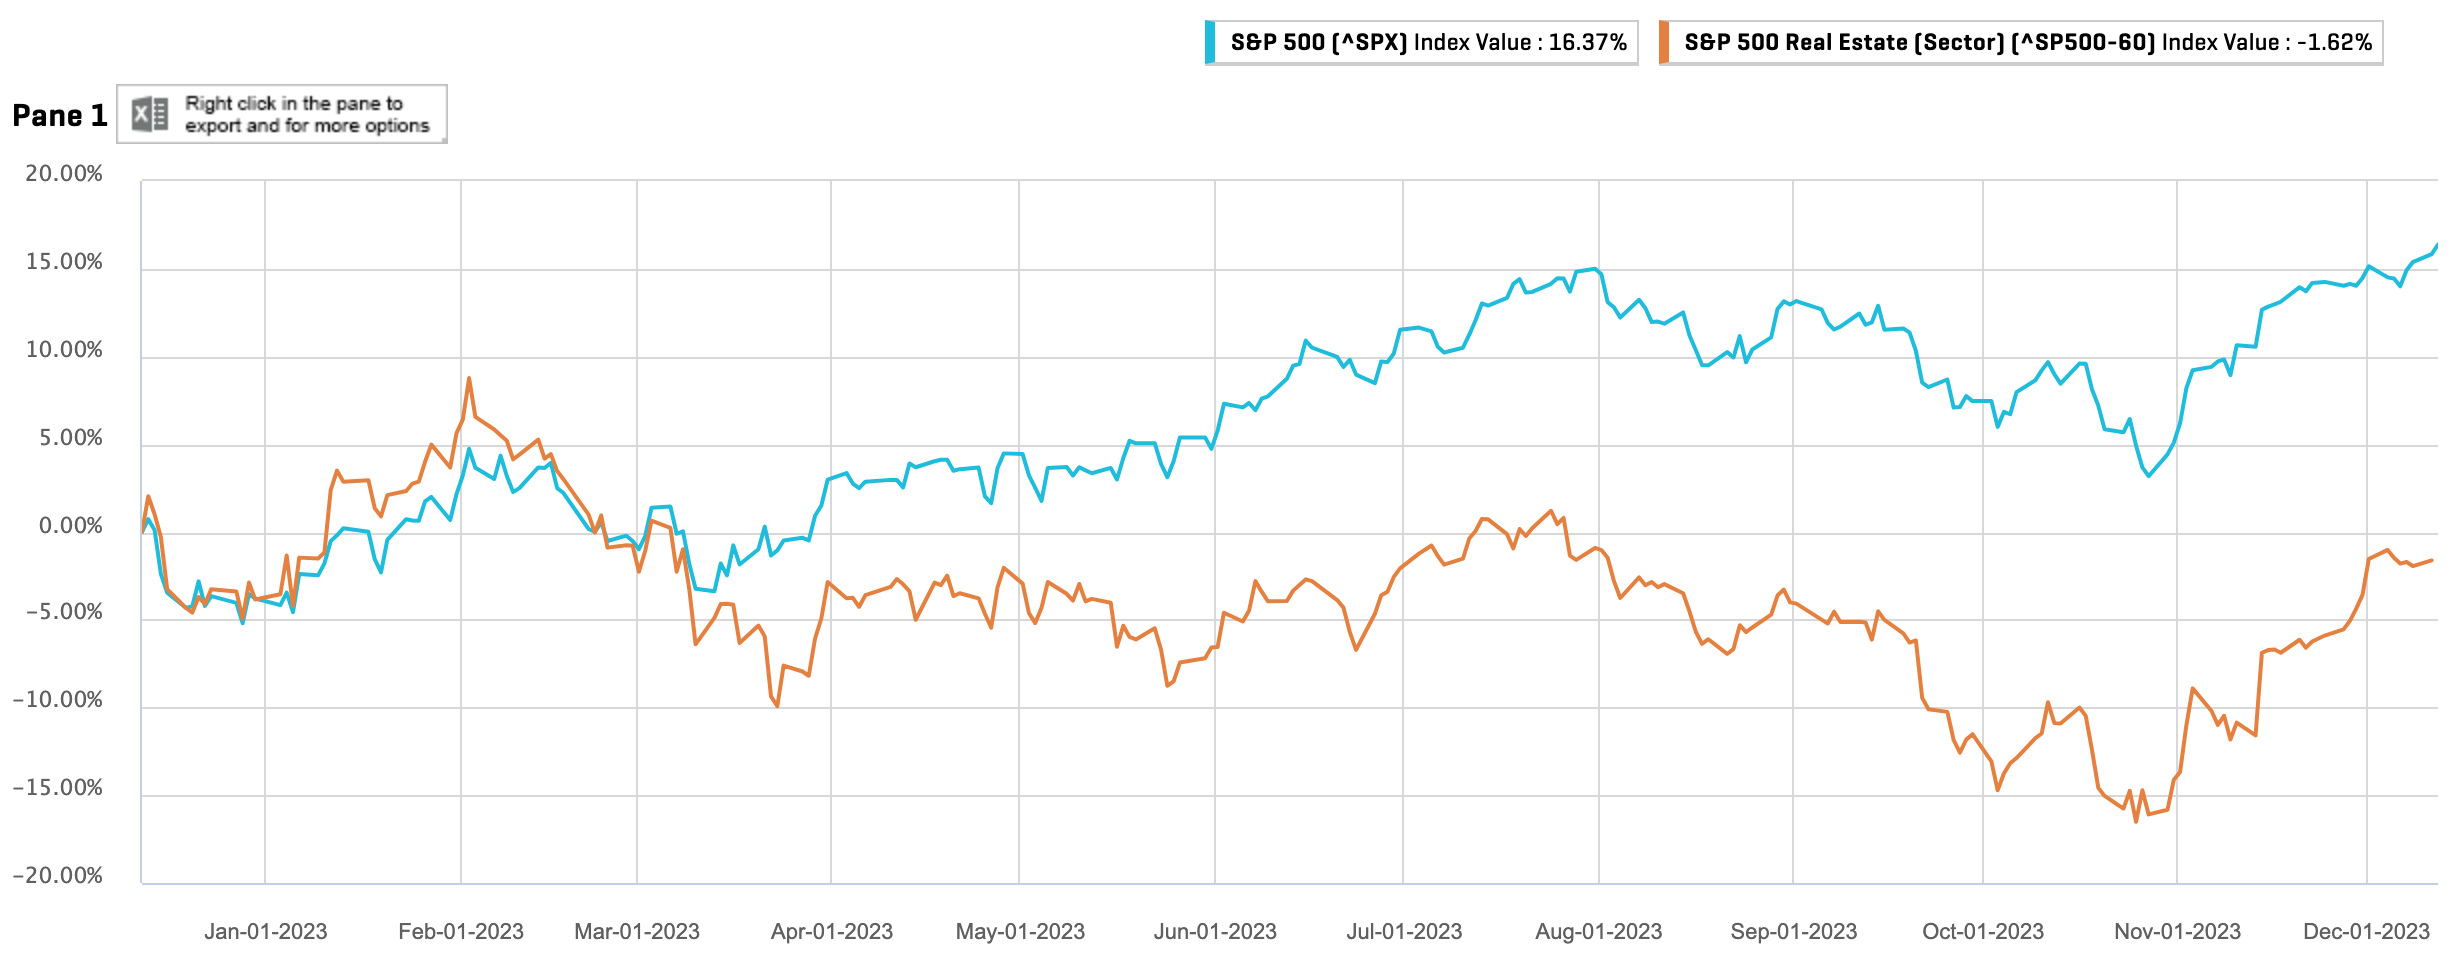 S&P 500 (^SPX) Index Value : 16.37%
S&P 500 Real Estate (Sector) (^SP500-60) Index Value : -1.62%
Pane 1
Right click in the pane to
export and for more options
20.00%
15.00%
10.00%
5.00%
0.00%
-5.00%
-10.00%
-15.00%
-20.00%
Jan-01-2023
Feb-01-2023
Mar-01-2023
Apr-01-2023
May-01-2023
Jun-01-2023
Jul-01-2023
Aug-01-2023
Sep-01-2023
Oct-01-2023
Nov-01-2023
Dec-01-2023